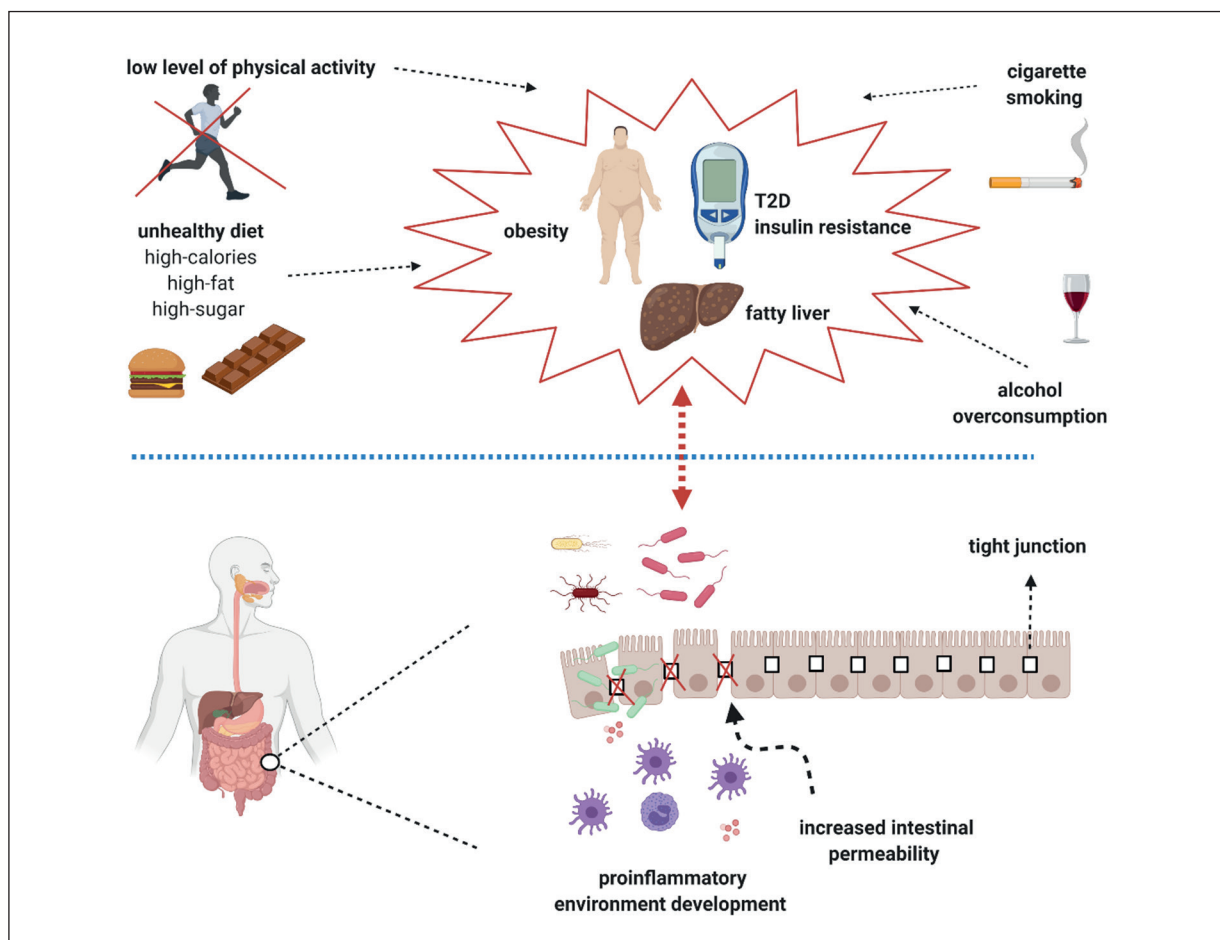 low level of physical activity
cigarette
smoking
unhealthy diet
high-calories
high-fat
high-sugar
obesity
T2D
insulin resistance
fatty liver
alcohol
overconsumption
tight junction
increased intestinal
permeability
proinflammatory
environment development